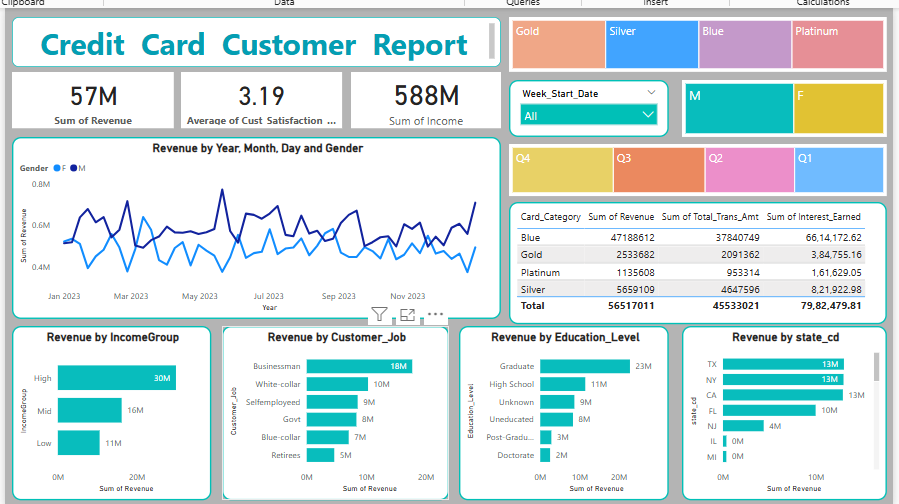 Clipboard Data Queries Insert Calculations
Credit Card Customer Report
Gold Silver Blue Platinum
57M
Sum of Revenue
3.19
Average of Cust Satisfaction ...
588M
Sum of Income
Week_Start_Date
All
M F
Q4 Q3 Q2 Q1
Revenue by Year, Month, Day and Gender
Gender F M
Sum of Revenue
0.8M
0.6M
0.4M
Jan 2023 Mar 2023 May 2023 Jul 2023 Sep 2023 Nov 2023
Year
Card_Category Sum of Revenue Sum of Total_Trans_Amt Sum of Interest_Earned
Blue 47188612 37840749 66,14,172.62
Gold 2533682 2091362 3,84,755.16
Platinum 1135608 953314 1,61,629.05
Silver 5659109 4647596 8,21,922.98
Total 56517011 45533021 79,82,479.81
Revenue by IncomeGroup
IncomeGroup
High 30M
Mid 16M
Low 11M
0M 20M
Sum of Revenue
Revenue by Customer_Job
Customer_Job
Businessman 18M
White-collar 10M
Selfemployeed 9M
Govt 8M
Blue-collar 7M
Retirees 5M
0M 10M 20M
Sum of Revenue
Revenue by Education_Level
Education_Level
Graduate 23M
High School 11M
Unknown 9M
Uneducated 8M
Post-Gradu... 3M
Doctorate 2M
0M 10M 20M
Sum of Revenue
Revenue by state_cd
state_cd
TX 13M
NY 13M
CA 13M
FL 10M
NJ 4M
IL 0M
MI 0M
0M 10M
Sum of Revenue